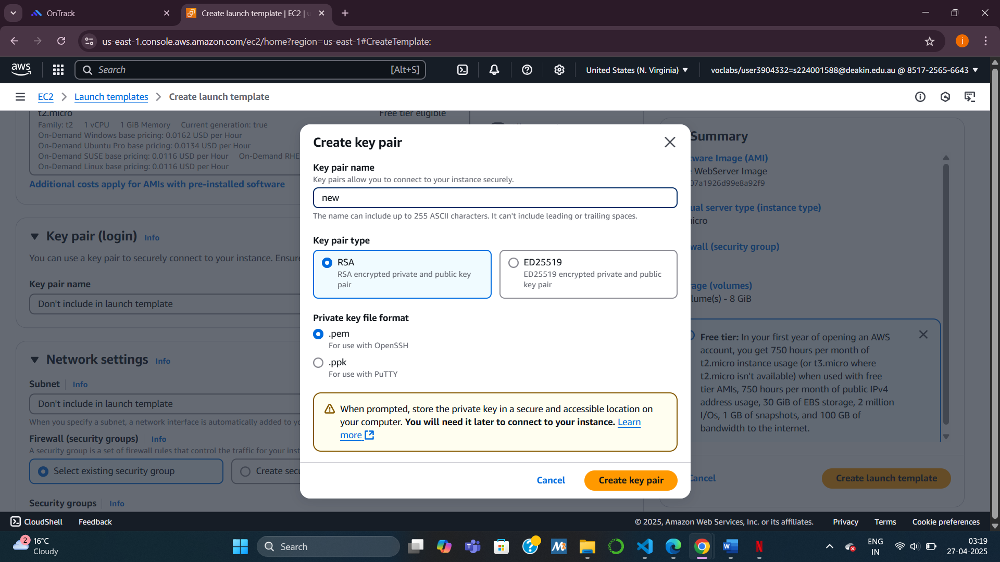 OnTrack
Create launch template | EC2 | u
us-east-1.console.aws.amazon.com/ec2/home?region=us-east-1#CreateTemplate:
j
aws
Search
[Alt+S]
United States (N. Virginia)
voclabs/user3904332=s224001588@deakin.edu.au @ 8517-2565-6643
EC2 > Launch templates > Create launch template
t2.micro
Free tier eligible
Family: t2 1 vCPU 1 GiB Memory Current generation: true
On-Demand Windows base pricing: 0.0162 USD per Hour
On-Demand Ubuntu Pro base pricing: 0.0134 USD per Hour
On-Demand SUSE base pricing: 0.0116 USD per Hour On-Demand RHE
On-Demand Linux base pricing: 0.0116 USD per Hour
Additional costs apply for AMIs with pre-installed software
Key pair (login) Info
You can use a key pair to securely connect to your instance. Ensure
Key pair name
Don't include in launch template
Network settings Info
Subnet Info
Don't include in launch template
When you specify a subnet, a network interface is automatically added to yo
Firewall (security groups) Info
A security group is a set of firewall rules that control the traffic for your inst
Select existing security group
Create secu
Security groups Info
Create key pair
Key pair name
Key pairs allow you to connect to your instance securely.
new
The name can include up to 255 ASCII characters. It can't include leading or trailing spaces.
Key pair type
RSA
RSA encrypted private and public key
pair
ED25519
ED25519 encrypted private and public
key pair
Private key file format
.pem
For use with OpenSSH
.ppk
For use with PuTTY
When prompted, store the private key in a secure and accessible location on
your computer. You will need it later to connect to your instance. Learn
more
Cancel
Create key pair
Summary
tware Image (AMI)
e WebServer Image
07a1926d99e8a92f9
ual server type (instance type)
nicro
wall (security group)
rage (volumes)
lume(s) - 8 GiB
Free tier: In your first year of opening an AWS
account, you get 750 hours per month of
t2.micro instance usage (or t3.micro where
t2.micro isn't available) when used with free
tier AMIs, 750 hours per month of public IPv4
address usage, 30 GiB of EBS storage, 2 million
I/Os, 1 GB of snapshots, and 100 GB of
bandwidth to the internet.
Cancel
Create launch template
CloudShell
Feedback
© 2025, Amazon Web Services, Inc. or its affiliates.
Privacy
Terms
Cookie preferences
2
16°C
Cloudy
Search
ENG
IN
03:19
27-04-2025